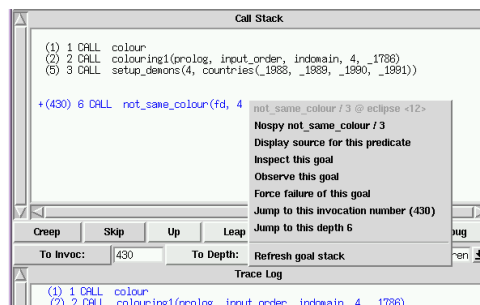 Call Stack
(1) 1 CALL colour
(2) 2 CALL colouring1(prolog, input_order, indomain, 4, _1786)
(5) 3 CALL setup_demons(4, countries(_1988, _1989, _1990, _1991))
+(430) 6 CALL not_same_colour(fd, 4
not_same_colour / 3 @ eclipse <12>
Nospy not_same_colour / 3
Display source for this predicate
Inspect this goal
Observe this goal
Force failure of this goal
Jump to this invocation number (430)
Jump to this depth 6
Refresh goal stack
Creep Skip Up Leap
To Invoc: 430 To Depth:
Trace Log
(1) 1 CALL colour
(2) 2 CALL colouring1(prolog, input_order, indomain, 4, _1786)